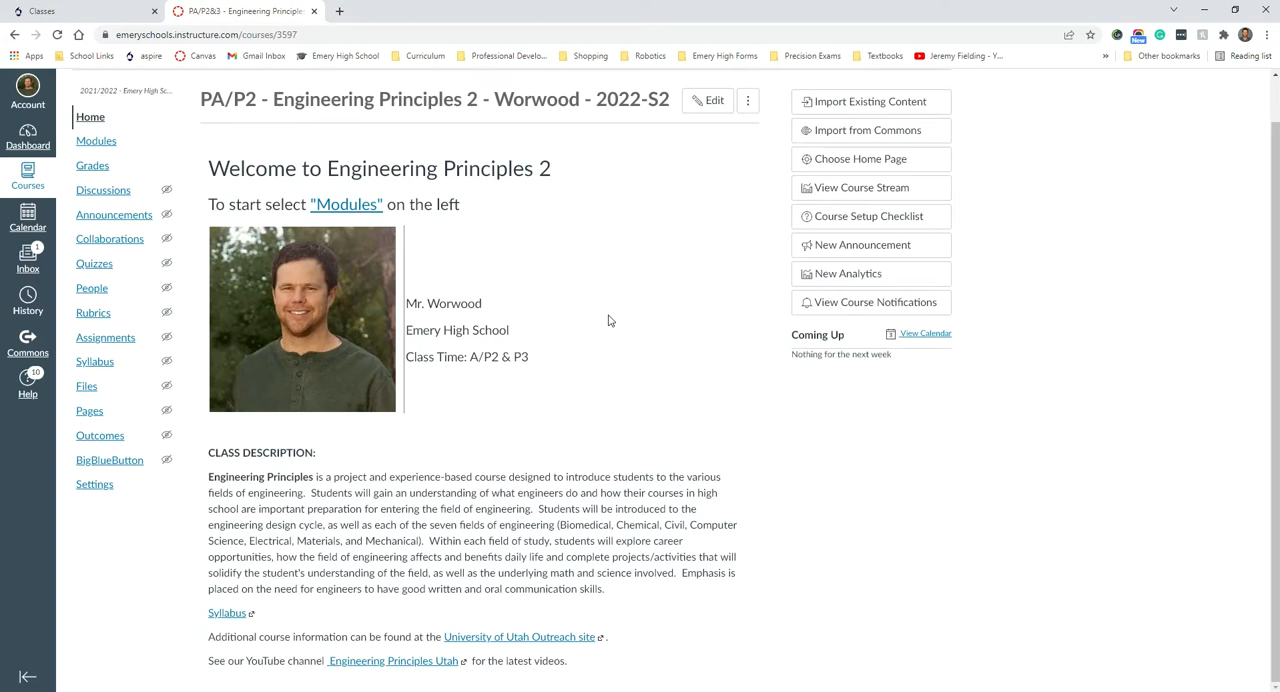 Classes
PA/P2&3 - Engineering Principles
emeryschools.instructure.com/courses/3597
New
Apps
School Links
aspire
Canvas
Gmail Inbox
Emery High School
Curriculum
Professional Develo...
Shopping
Robotics
Emery High Forms
Precision Exams
Textbooks
Jeremy Fielding - Y...
»
Other bookmarks
Reading list
Account
Dashboard
Courses
Calendar
1
Inbox
History
Commons
10
Help
2021/2022 - Emery High Sc...
Home
Modules
Grades
Discussions
Announcements
Collaborations
Quizzes
People
Rubrics
Assignments
Syllabus
Files
Pages
Outcomes
BigBlueButton
Settings
PA/P2 - Engineering Principles 2 - Worwood - 2022-S2
Edit
Welcome to Engineering Principles 2
To start select "Modules" on the left
Mr. Worwood
Emery High School
Class Time: A/P2 & P3
CLASS DESCRIPTION:
Engineering Principles is a project and experience-based course designed to introduce students to the various
fields of engineering. Students will gain an understanding of what engineers do and how their courses in high
school are important preparation for entering the field of engineering. Students will be introduced to the
engineering design cycle, as well as each of the seven fields of engineering (Biomedical, Chemical, Civil, Computer
Science, Electrical, Materials, and Mechanical). Within each field of study, students will explore career
opportunities, how the field of engineering affects and benefits daily life and complete projects/activities that will
solidify the student's understanding of the field, as well as the underlying math and science involved. Emphasis is
placed on the need for engineers to have good written and oral communication skills.
Syllabus
Additional course information can be found at the University of Utah Outreach site .
See our YouTube channel Engineering Principles Utah for the latest videos.
Import Existing Content
Import from Commons
Choose Home Page
View Course Stream
Course Setup Checklist
New Announcement
New Analytics
View Course Notifications
Coming Up
View Calendar
Nothing for the next week